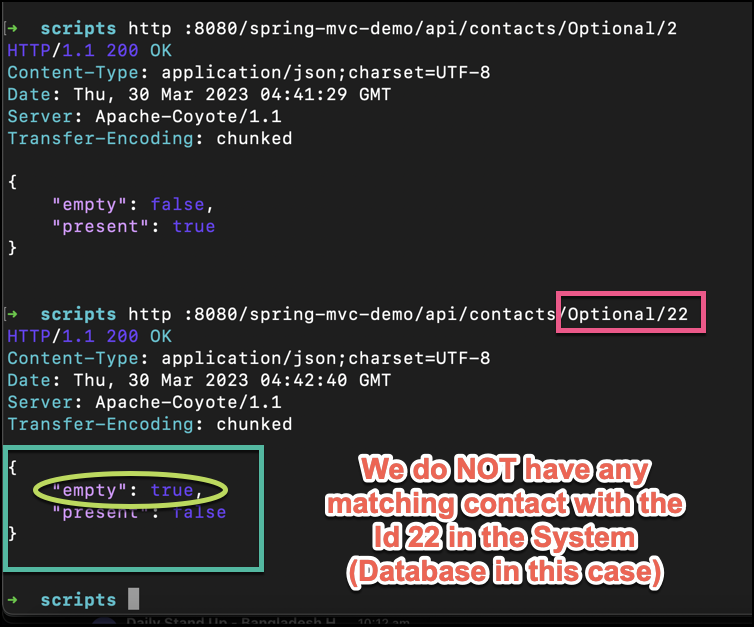 ➜ scripts http :8080/spring-mvc-demo/api/contacts/Optional/2
HTTP/1.1 200 OK
Content-Type: application/json;charset=UTF-8
Date: Thu, 30 Mar 2023 04:41:29 GMT
Server: Apache-Coyote/1.1
Transfer-Encoding: chunked
{
"empty": false,
"present": true
}
➜ scripts http :8080/spring-mvc-demo/api/contacts/Optional/22
HTTP/1.1 200 OK
Content-Type: application/json;charset=UTF-8
Date: Thu, 30 Mar 2023 04:42:40 GMT
Server: Apache-Coyote/1.1
Transfer-Encoding: chunked
{
"empty": true,
"present": false
}
We do NOT have any
matching contact with the
Id 22 in the System
(Database in this case)
➜ scripts
Daily Stand Up - Bangladesh H 10:12 am